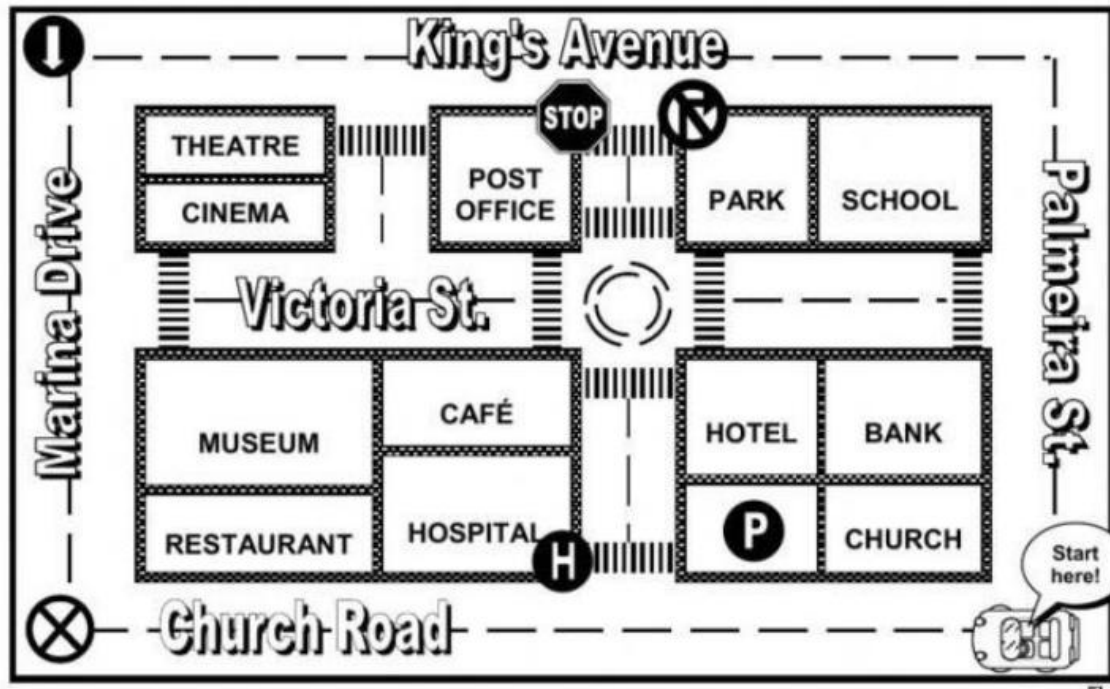 King's Avenue
STOP
THEATRE
POST
OFFICE
CINEMA
PARK
SCHOOL
Marina Drive
Palmeira St.
Victoria St.
MUSEUM
CAFÉ
HOTEL
BANK
RESTAURANT
HOSPITAL
H
P
CHURCH
Start
here!
Church Road